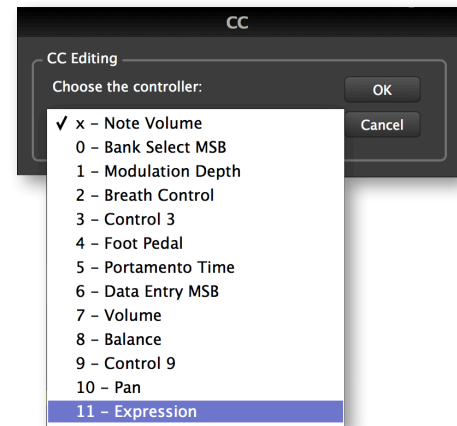 CC
CC Editing
Choose the controller:
OK
✓ x – Note Volume
Cancel
0 – Bank Select MSB
1 – Modulation Depth
2 – Breath Control
3 – Control 3
4 – Foot Pedal
5 – Portamento Time
6 – Data Entry MSB
7 – Volume
8 – Balance
9 – Control 9
10 – Pan
11 – Expression